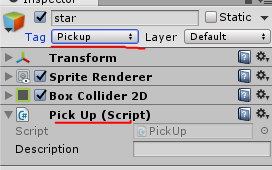 Inspector
star
Static
Tag Pickup Layer Default
Transform
Sprite Renderer
Box Collider 2D
Pick Up (Script)
Script PickUp
Description